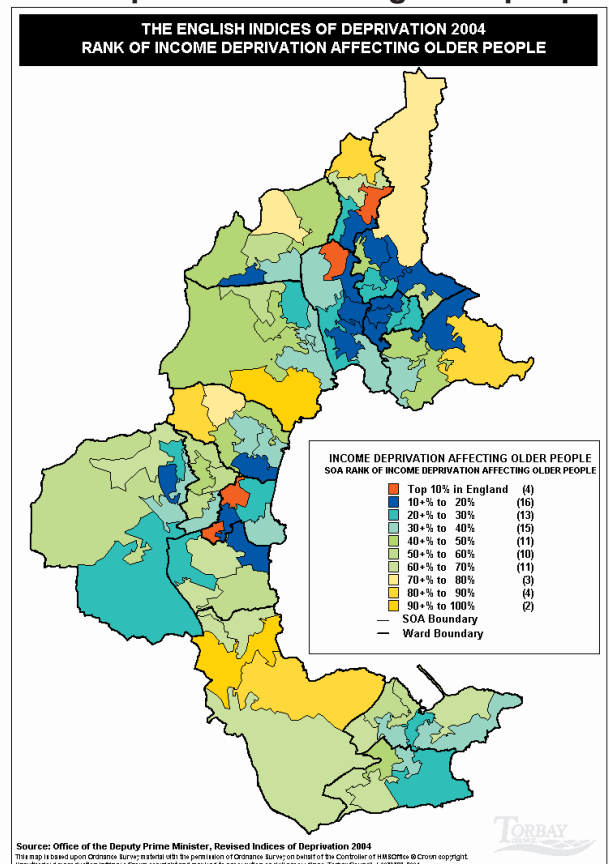 THE ENGLISH INDICES OF DEPRIVATION 2004
RANK OF INCOME DEPRIVATION AFFECTING OLDER PEOPLE
INCOME DEPRIVATION AFFECTING OLDER PEOPLE
SOA RANK OF INCOME DEPRIVATION AFFECTING OLDER PEOPLE
Top 10% in England (4)
10+% to 20% (16)
20+% to 30% (13)
30+% to 40% (15)
40+% to 50% (11)
50+% to 60% (10)
60+% to 70% (11)
70+% to 80% (3)
80+% to 90% (4)
90+% to 100% (2)
SOA Boundary
Ward Boundary
TORBAY
COUNCIL
Source: Office of the Deputy Prime Minister, Revised Indices of Deprivation 2004
This map is based upon Ordnance Survey material with the permission of Ordnance Survey on behalf of the Controller of HMSOffice © Crown copyright.